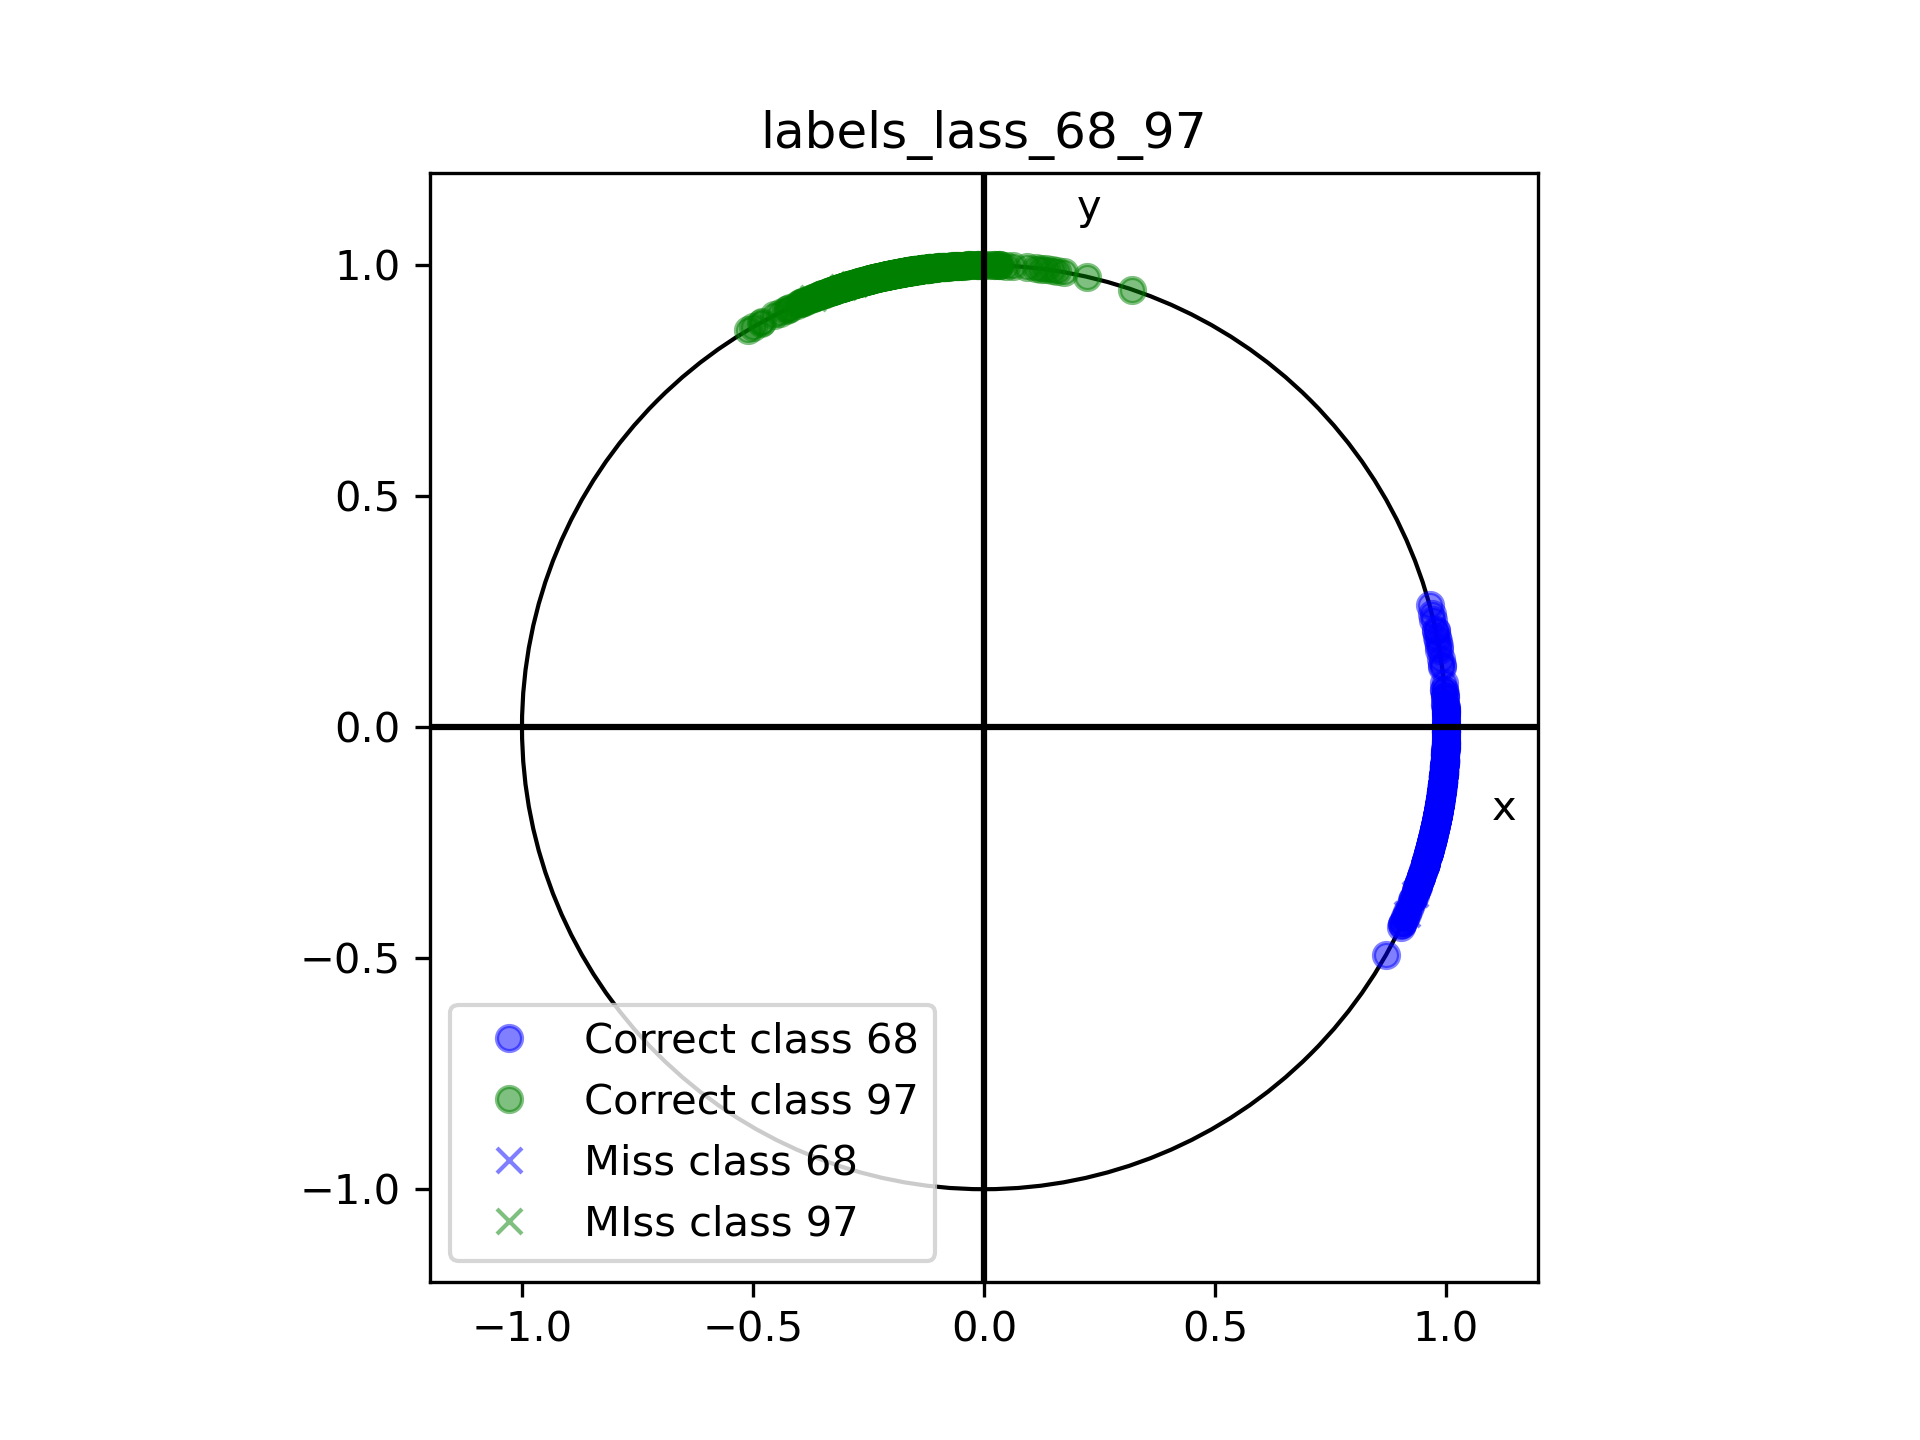 labels_lass_68_97
y
1.0
0.5
0.0
−0.5
−1.0
x
Correct class 68
Correct class 97
Miss class 68
MIss class 97
−1.0 −0.5 0.0 0.5 1.0